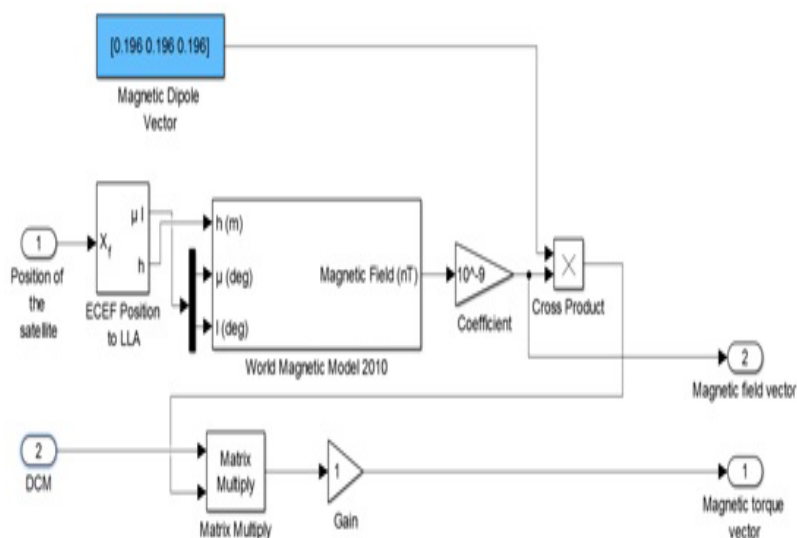 [0.196 0.196 0.196]
Magnetic Dipole
Vector
1
Position of
the
satellite
X_f
μ l
h
ECEF Position
to LLA
h (m)
μ (deg)
l (deg)
Magnetic Field (nT)
World Magnetic Model 2010
10^-9
Coefficient
Cross Product
2
Magnetic field vector
2
DCM
Matrix
Multiply
Matrix Multiply
1
Gain
1
Magnetic torque
vector